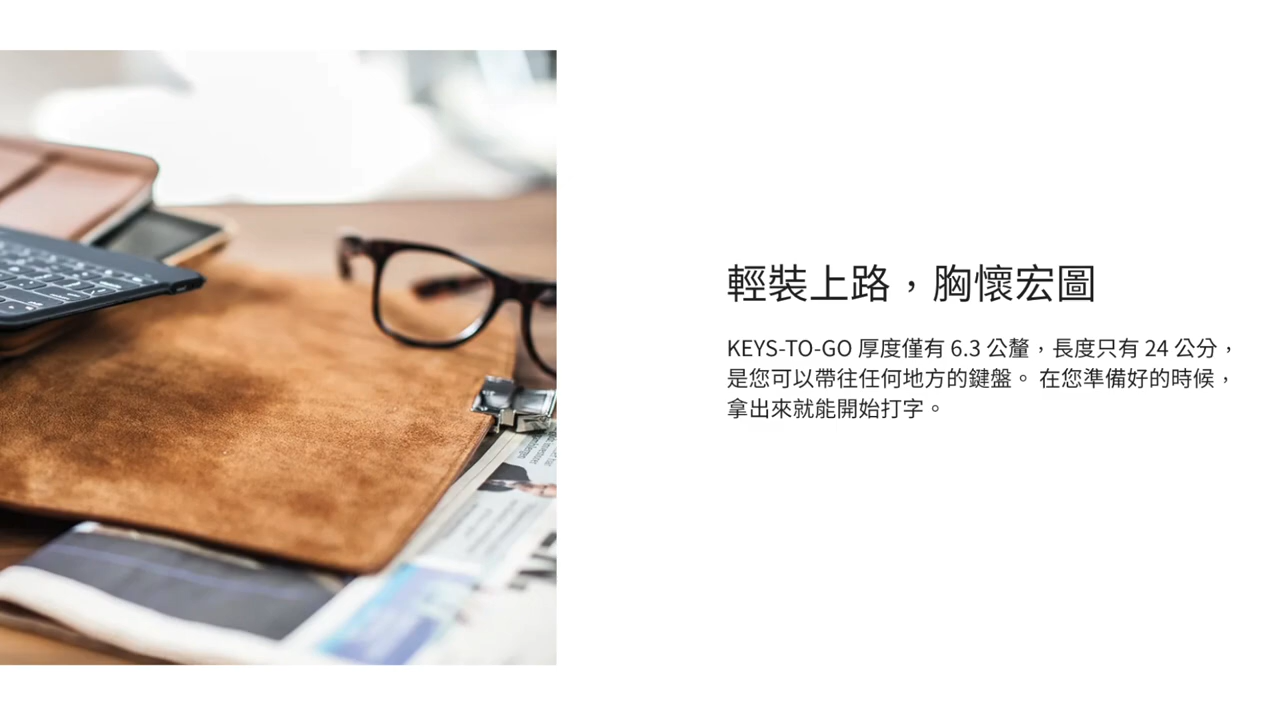 輕裝上路，胸懷宏圖
KEYS-TO-GO 厚度僅有 6.3 公釐，長度只有 24 公分，
是您可以帶往任何地方的鍵盤。 在您準備好的時候，
拿出來就能開始打字。